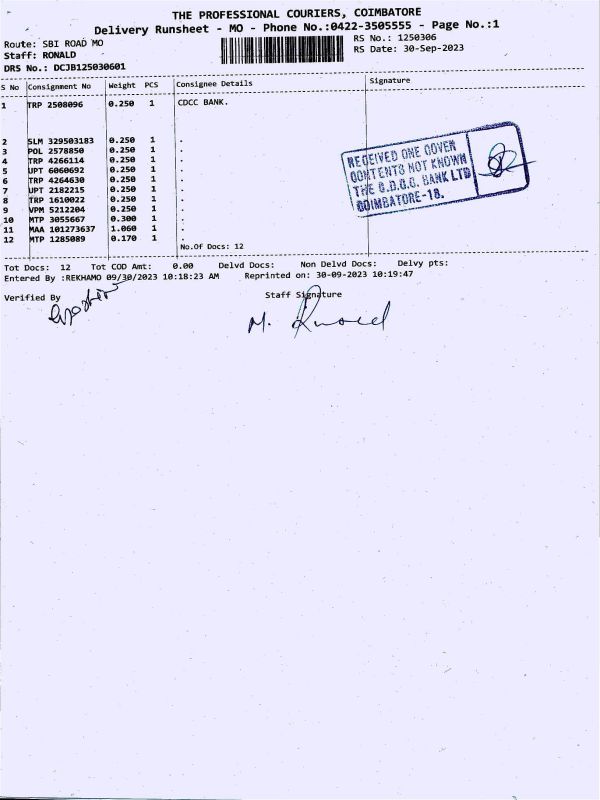 THE PROFESSIONAL COURIERS, COIMBATORE
Delivery Runsheet - MO - Phone No.:0422-3505555 - Page No.:1
Route: SBI ROAD MO
RS No.: 1250306
Staff: RONALD
RS Date: 30-Sep-2023
DRS No.: DCJB125030601
S No Consignment No Weight PCS Consignee Details Signature
1 TRP 2508096 0.250 1 CDCC BANK.
2 SLM 329503183 0.250 1 .
3 POL 2578850 0.250 1 .
4 TRP 4266114 0.250 1 .
5 UPT 6060692 0.250 1 .
6 TRP 4264630 0.250 1 .
7 UPT 2182215 0.250 1 .
8 TRP 1610022 0.250 1 .
9 VPM 5212204 0.250 1 .
10 MTP 3055667 0.300 1 .
11 MAA 101273637 1.060 1 .
12 MTP 1285089 0.170 1 .
No.Of Docs: 12
RECEIVED ONE COVER
CONTENTS NOT KNOWN
THE C.D.C.C. BANK LTD
COIMBATORE-18.
Tot Docs: 12 Tot COD Amt: 0.00 Delvd Docs: Non Delvd Docs: Delvy pts:
Entered By :REKHAMO 09/30/2023 10:18:23 AM Reprinted on: 30-09-2023 10:19:47
Verified By Staff Signature
M.